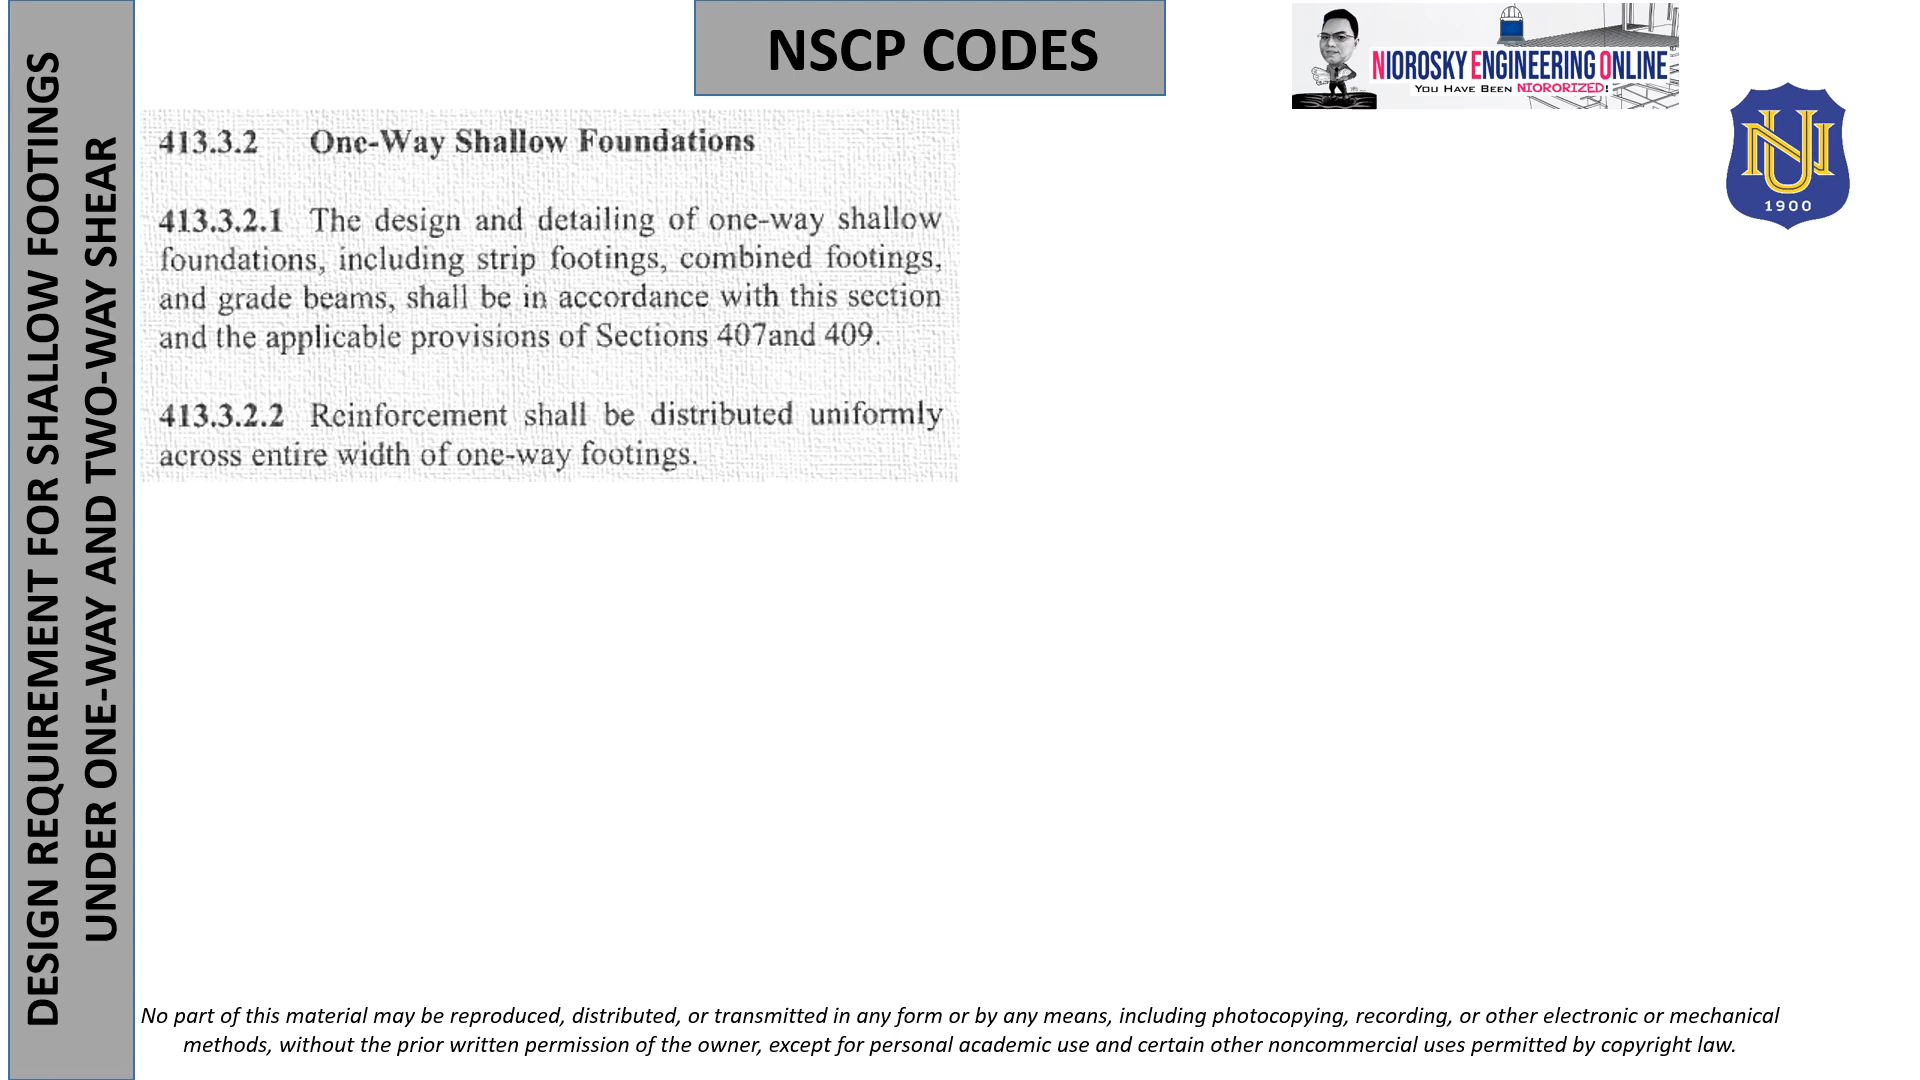 DESIGN REQUIREMENT FOR SHALLOW FOOTINGS
UNDER ONE-WAY AND TWO-WAY SHEAR
NSCP CODES
NIOROSKY ENGINEERING ONLINE
YOU HAVE BEEN NIORORIZED!
NU
1900
413.3.2 One-Way Shallow Foundations
413.3.2.1 The design and detailing of one-way shallow
foundations, including strip footings, combined footings,
and grade beams, shall be in accordance with this section
and the applicable provisions of Sections 407and 409.
413.3.2.2 Reinforcement shall be distributed uniformly
across entire width of one-way footings.
No part of this material may be reproduced, distributed, or transmitted in any form or by any means, including photocopying, recording, or other electronic or mechanical
methods, without the prior written permission of the owner, except for personal academic use and certain other noncommercial uses permitted by copyright law.